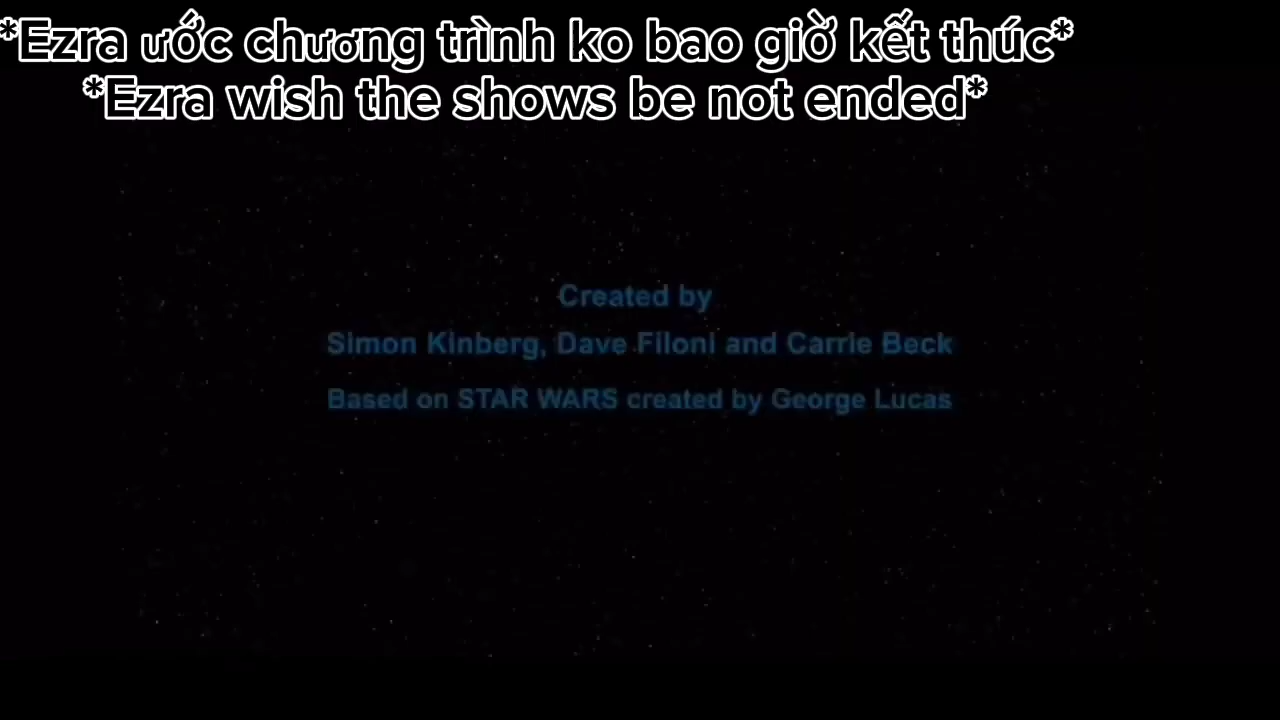 *Ezra ước chương trình ko bao giờ kết thúc*
*Ezra wish the shows be not ended*
Created by
Simon Kinberg, Dave Filoni and Carrie Beck
Based on STAR WARS created by George Lucas